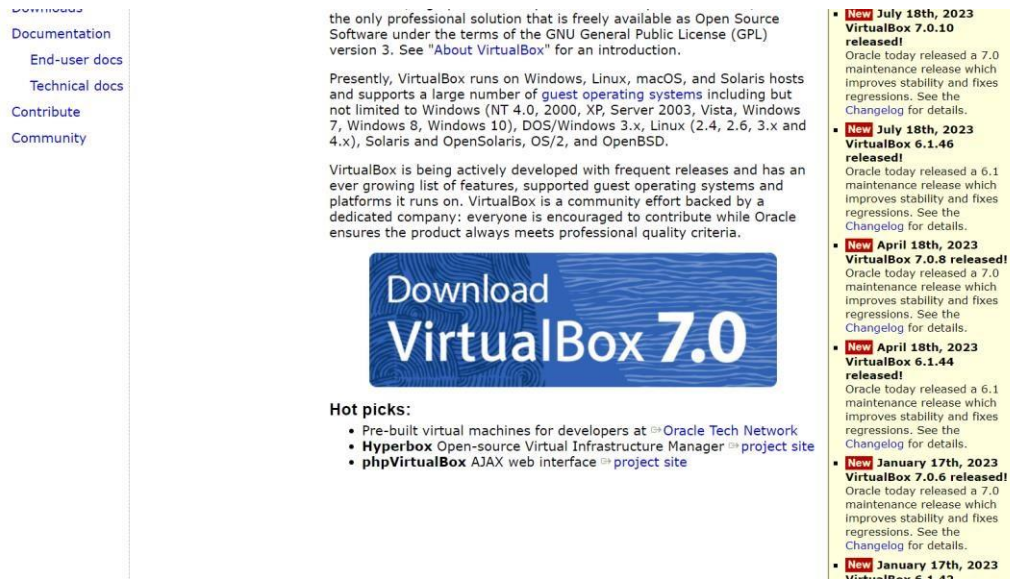 Downloads
Documentation
End-user docs
Technical docs
Contribute
Community
the only professional solution that is freely available as Open Source
Software under the terms of the GNU General Public License (GPL)
version 3. See "About VirtualBox" for an introduction.
Presently, VirtualBox runs on Windows, Linux, macOS, and Solaris hosts
and supports a large number of guest operating systems including but
not limited to Windows (NT 4.0, 2000, XP, Server 2003, Vista, Windows
7, Windows 8, Windows 10), DOS/Windows 3.x, Linux (2.4, 2.6, 3.x and
4.x), Solaris and OpenSolaris, OS/2, and OpenBSD.
VirtualBox is being actively developed with frequent releases and has an
ever growing list of features, supported guest operating systems and
platforms it runs on. VirtualBox is a community effort backed by a
dedicated company: everyone is encouraged to contribute while Oracle
ensures the product always meets professional quality criteria.
Download
VirtualBox 7.0
Hot picks:
• Pre-built virtual machines for developers at Oracle Tech Network
• Hyperbox Open-source Virtual Infrastructure Manager project site
• phpVirtualBox AJAX web interface project site
New July 18th, 2023
VirtualBox 7.0.10
released!
Oracle today released a 7.0
maintenance release which
improves stability and fixes
regressions. See the
Changelog for details.
New July 18th, 2023
VirtualBox 6.1.46
released!
Oracle today released a 6.1
maintenance release which
improves stability and fixes
regressions. See the
Changelog for details.
New April 18th, 2023
VirtualBox 7.0.8 released!
Oracle today released a 7.0
maintenance release which
improves stability and fixes
regressions. See the
Changelog for details.
New April 18th, 2023
VirtualBox 6.1.44
released!
Oracle today released a 6.1
maintenance release which
improves stability and fixes
regressions. See the
Changelog for details.
New January 17th, 2023
VirtualBox 7.0.6 released!
Oracle today released a 7.0
maintenance release which
improves stability and fixes
regressions. See the
Changelog for details.
New January 17th, 2023
VirtualBox 6.1.42